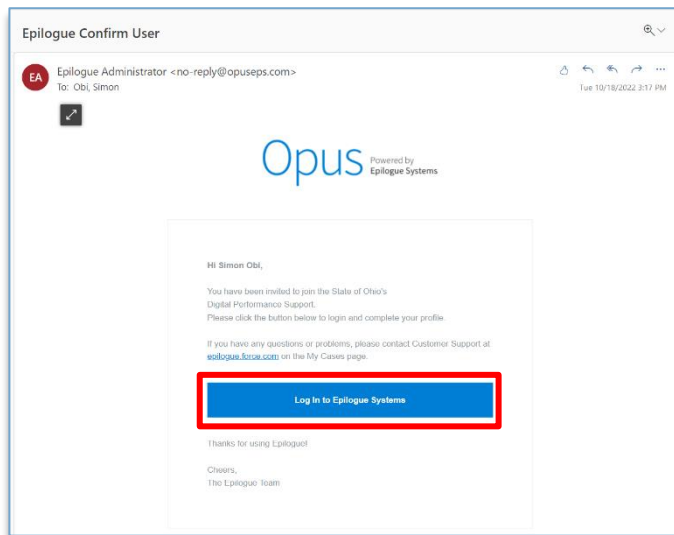 Epilogue Confirm User
EA
Epilogue Administrator <no-reply@opuseps.com>
To: Obi, Simon
Tue 10/18/2022 3:17 PM
Opus Powered by
Epilogue Systems
Hi Simon Obi,
You have been invited to join the State of Ohio's
Digital Performance Support.
Please click the button below to login and complete your profile.
If you have any questions or problems, please contact Customer Support at
epilogue.force.com on the My Cases page.
Log In to Epilogue Systems
Thanks for using Epilogue!
Cheers,
The Epilogue Team